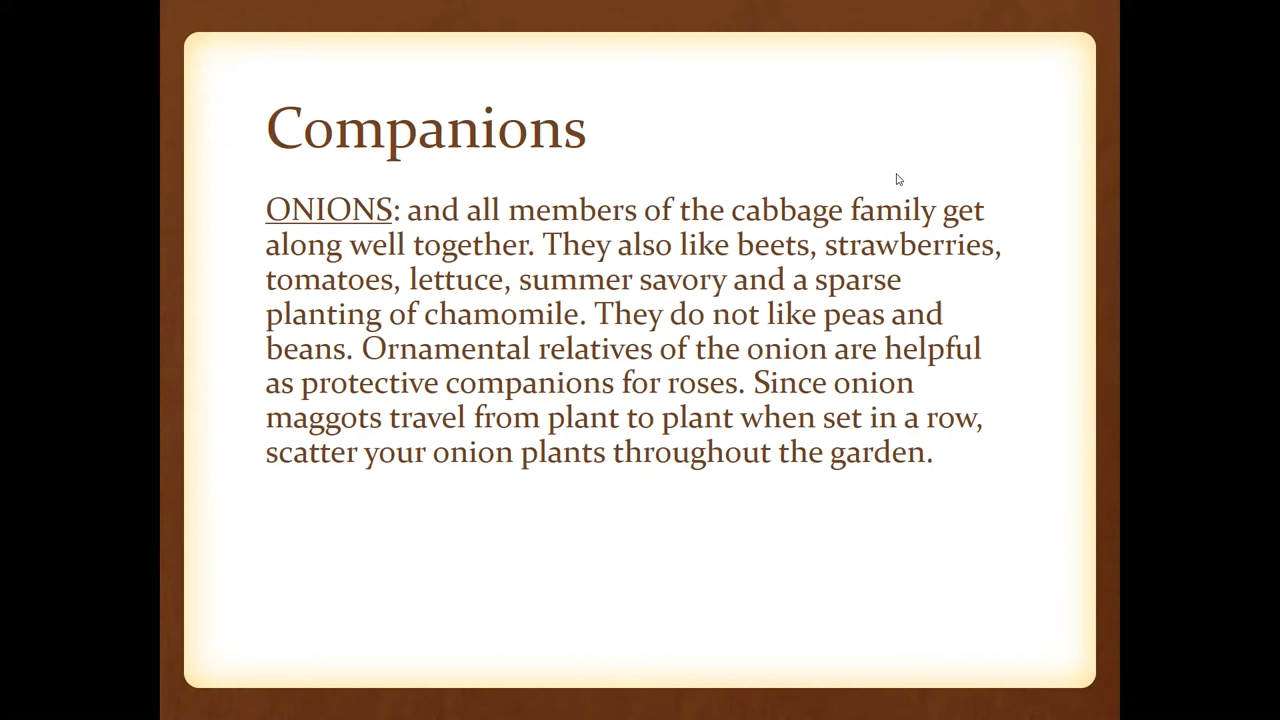 Companions
ONIONS: and all members of the cabbage family get
along well together. They also like beets, strawberries,
tomatoes, lettuce, summer savory and a sparse
planting of chamomile. They do not like peas and
beans. Ornamental relatives of the onion are helpful
as protective companions for roses. Since onion
maggots travel from plant to plant when set in a row,
scatter your onion plants throughout the garden.